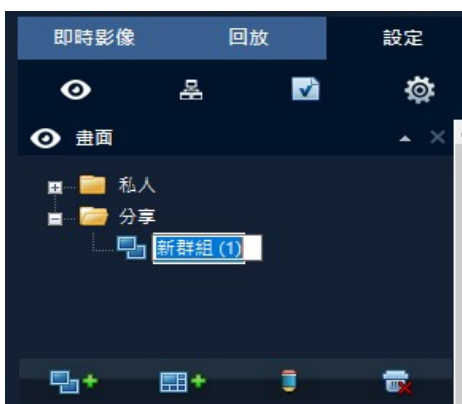 即時影像 回放 設定
畫面
私人
分享
新群組 (1)